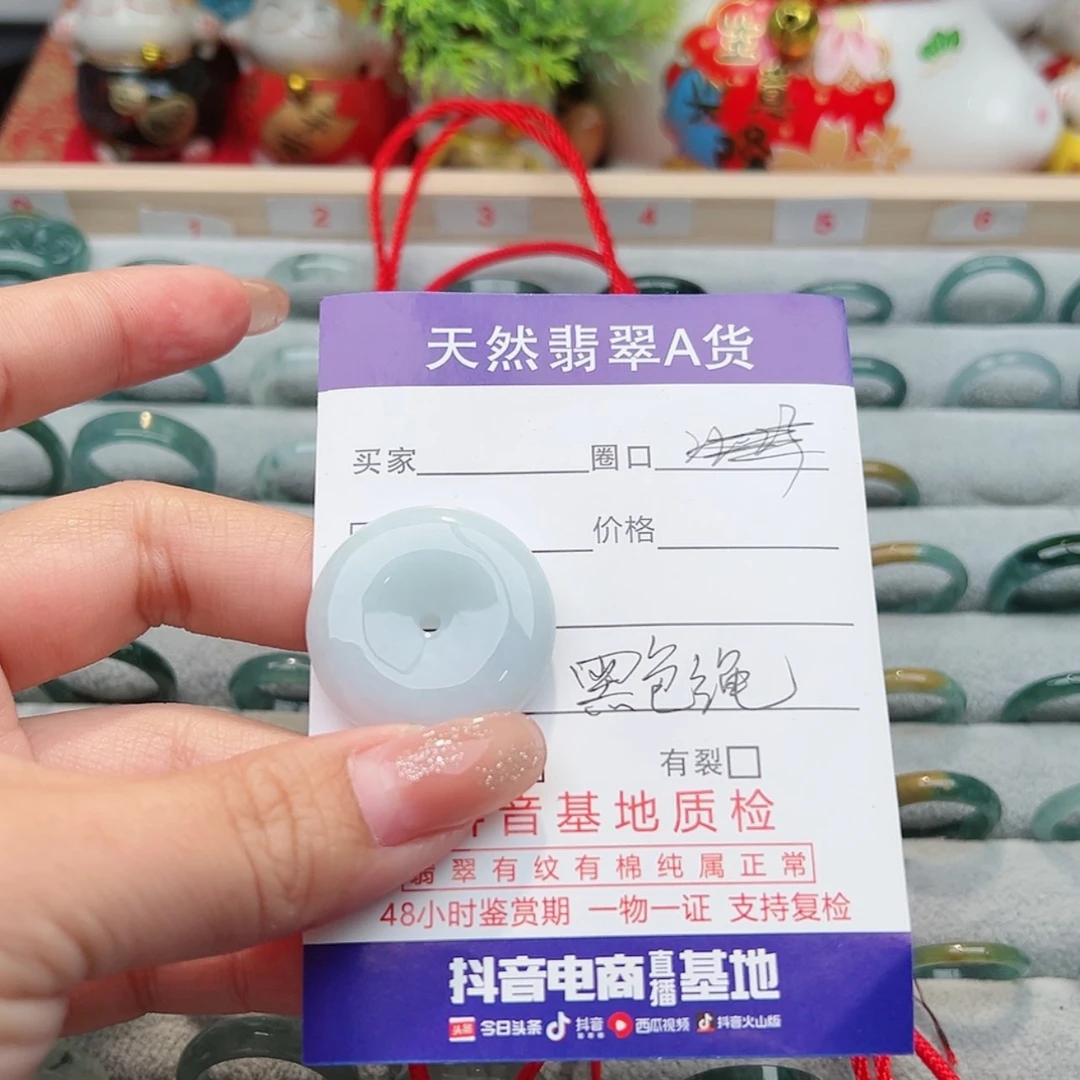 1 2 3 4 5 6
天然翡翠A货
买家 圈口
价格
黑色绳
有裂□
抖音基地质检
翡翠有纹有棉纯属正常
48小时鉴赏期 一物一证 支持复检
抖音电商直播基地
头条 今日头条 抖音 西瓜视频 抖音火山版